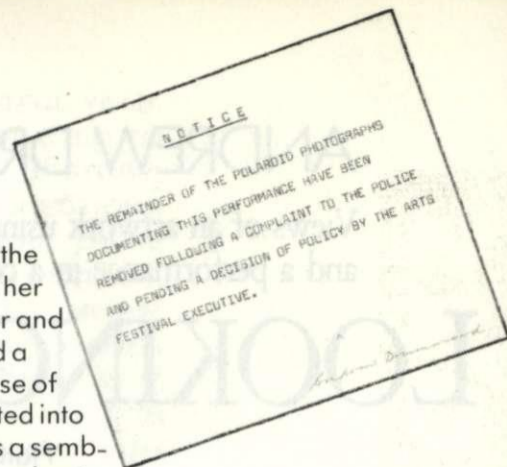 NOTICE
THE REMAINDER OF THE POLAROID PHOTOGRAPHS
DOCUMENTING THIS PERFORMANCE HAVE BEEN
REMOVED FOLLOWING A COMPLAINT TO THE POLICE
AND PENDING A DECISION OF POLICY BY THE ARTS
FESTIVAL EXECUTIVE.
Andrew Drummond
the
her
r and
d a
se of
ted into
s a semb-